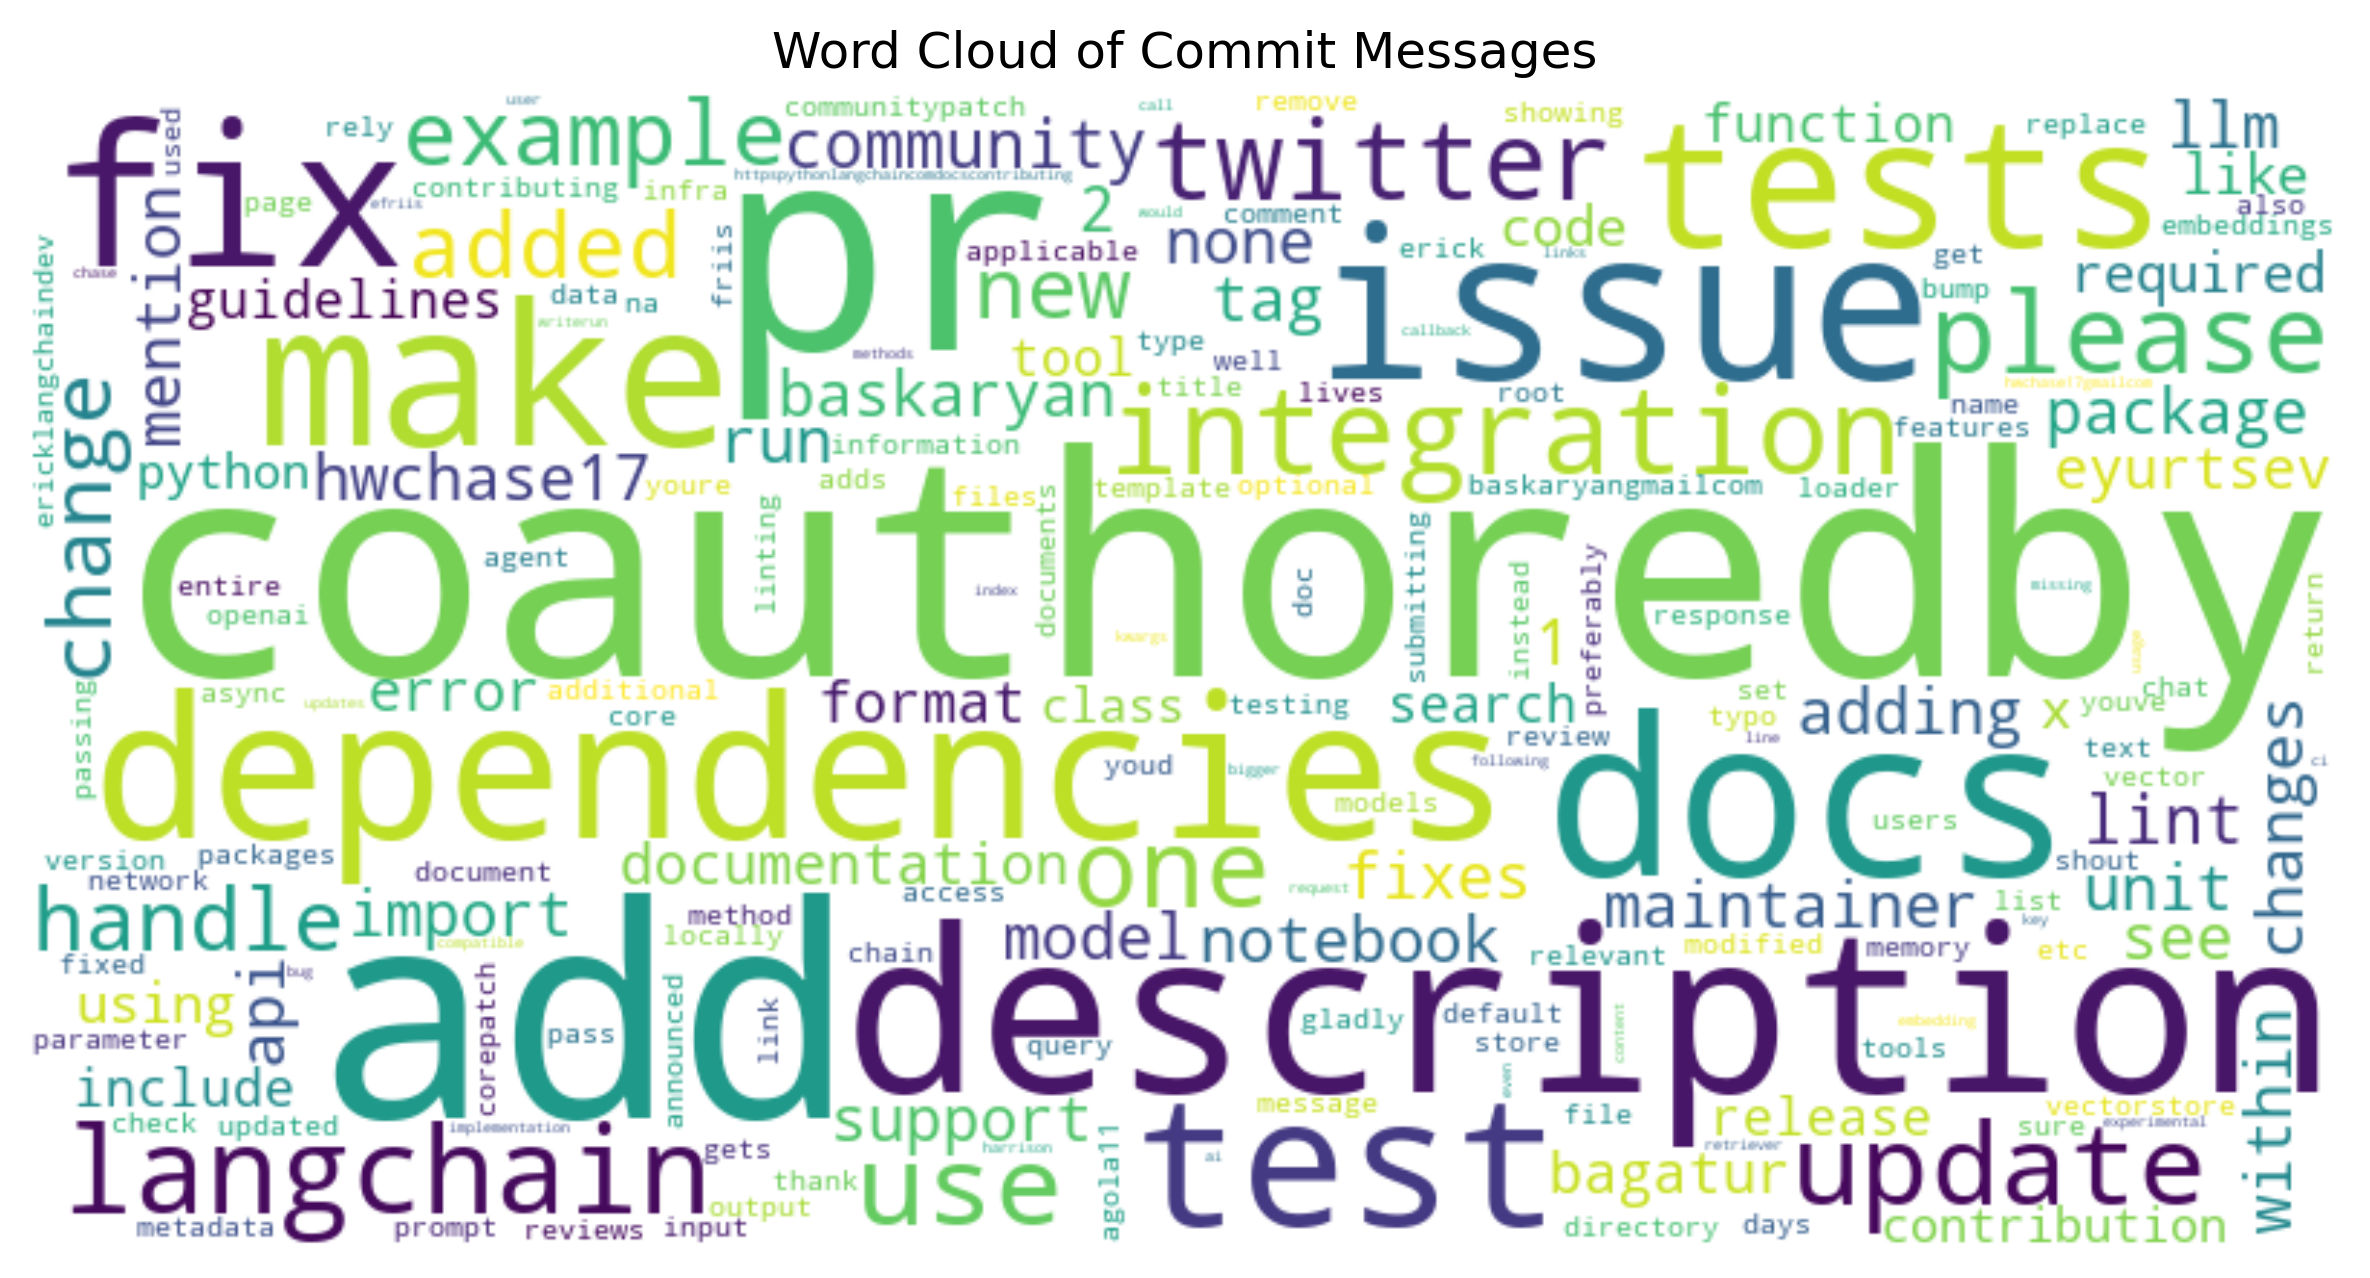 Word Cloud of Commit Messages
user
communitypatch
call
remove
showing
used
rely
example
community
twitter
tests
function
replace
llm
fix
contributing
infra
httpspythonlangchaincomdocscontributing
like
page
efriis
pr
2
would
comment
code
also
embeddings
mention
added
friis
applicable
none
erick
links
issue
get
required
chase
guidelines
data
na
new
tag
bump
please
ericklangchaindev
writerun
methods
tool
type
well
callback
make
baskaryan
title
lives
root
hwchase17gmailcom
change
integration
name
package
run
information
features
python
hwchase17
youre
adds
files
template
optional
baskaryangmailcom
loader
eyurtsev
coauthoredby
linting
documents
submitting
agent
entire
index
doc
instead
preferably
missing
return
openai
kwargs
1
response
passing
async
updates
error
additional
core
format
class
testing
search
set
typo
adding
x
youve
chat
changes
dependencies
review
line
docs
text
youd
bigger
following
vector
ci
models
users
lint
version
packages
network
document
documentation
one
request
fixes
shout
unit
handle
import
compatible
method
locally
access
maintainer
list
key
see
fixed
api
bug
add
chain
model
notebook
relevant
modified
memory
etc
using
corepatch
pass
announced
link
description
gladly
default
content
embedding
parameter
query
store
tools
within
include
even
check
updated
implementation
support
message
file
release
vectorstore
sure
experimental
langchain
gets
harrison
agola11
test
ai
retriever
update
thank
use
bagatur
output
metadata
prompt
reviews
input
directory
days
contribution